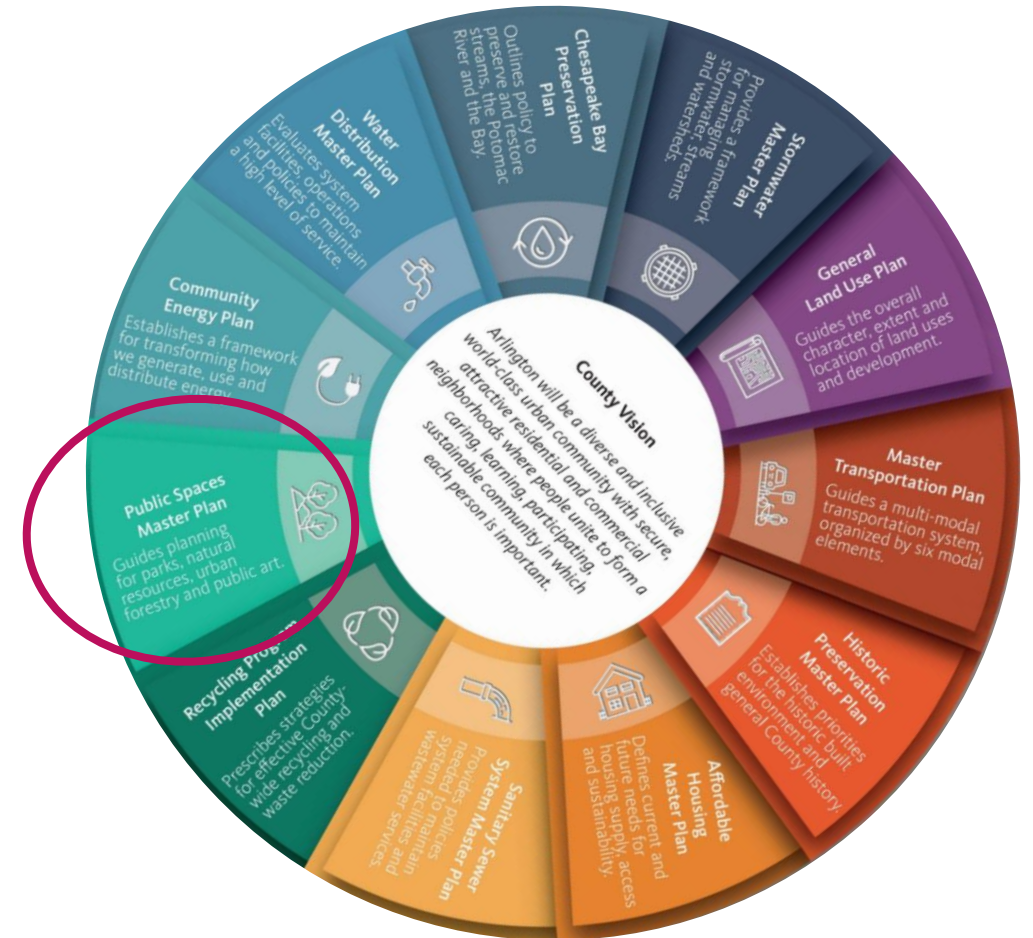 County Vision
Arlington will be a diverse and inclusive
world-class urban community with secure,
attractive residential and commercial
neighborhoods where people unite to form a
caring, learning, participating,
sustainable community in which
each person is important.
Chesapeake Bay
Preservation
Plan
Outlines policy to
preserve and restore
streams, the Potomac
River and the Bay.
Stormwater
Master Plan
Provides a framework
for managing
stormwater streams
and watersheds.
General
Land Use Plan
Guides the overall
character, extent and
location of land uses
and development.
Master
Transportation Plan
Guides a multi-modal
transportation system,
organized by six modal
elements.
Historic
Preservation
Master Plan
Establishes priorities
for the historic built
environment and
general County history.
Affordable
Housing
Master Plan
Defines current and
future needs for
housing supply, access
and sustainability.
Sanitary Sewer
System Master Plan
Provides policies
needed to maintain
system facilities and
wastewater services.
Recycling Program
Implementation
Plan
Prescribes strategies
for effective County-
wide recycling and
waste reduction.
Public Spaces
Master Plan
Guides planning
for parks, natural
resources, urban
forestry and public art.
Community
Energy Plan
Establishes a framework
for transforming how
we generate, use and
distribute energy
Water
Distribution
Master Plan
Evaluates system
facilities, operations
and policies to maintain
a high level of service.